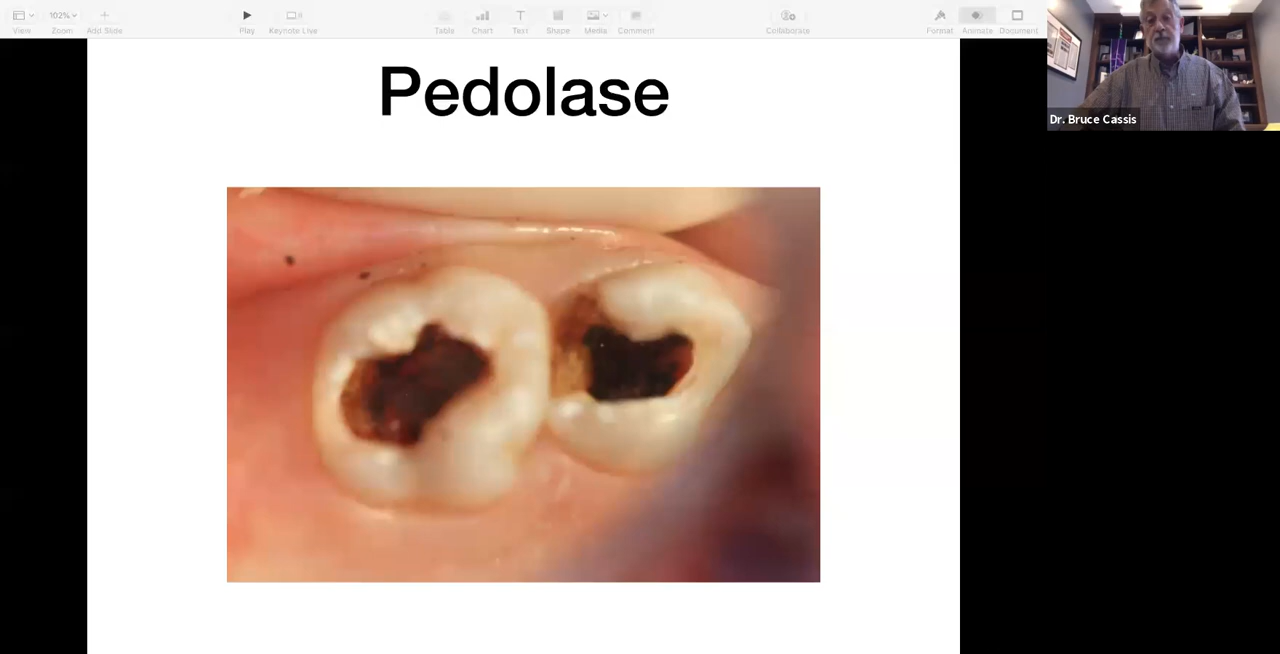 102%
View
Zoom
Add Slide
Play
Keynote Live
Table
Chart
Text
Shape
Media
Comment
Collaborate
Format
Animate
Document
Pedolase
Dr. Bruce Cassis